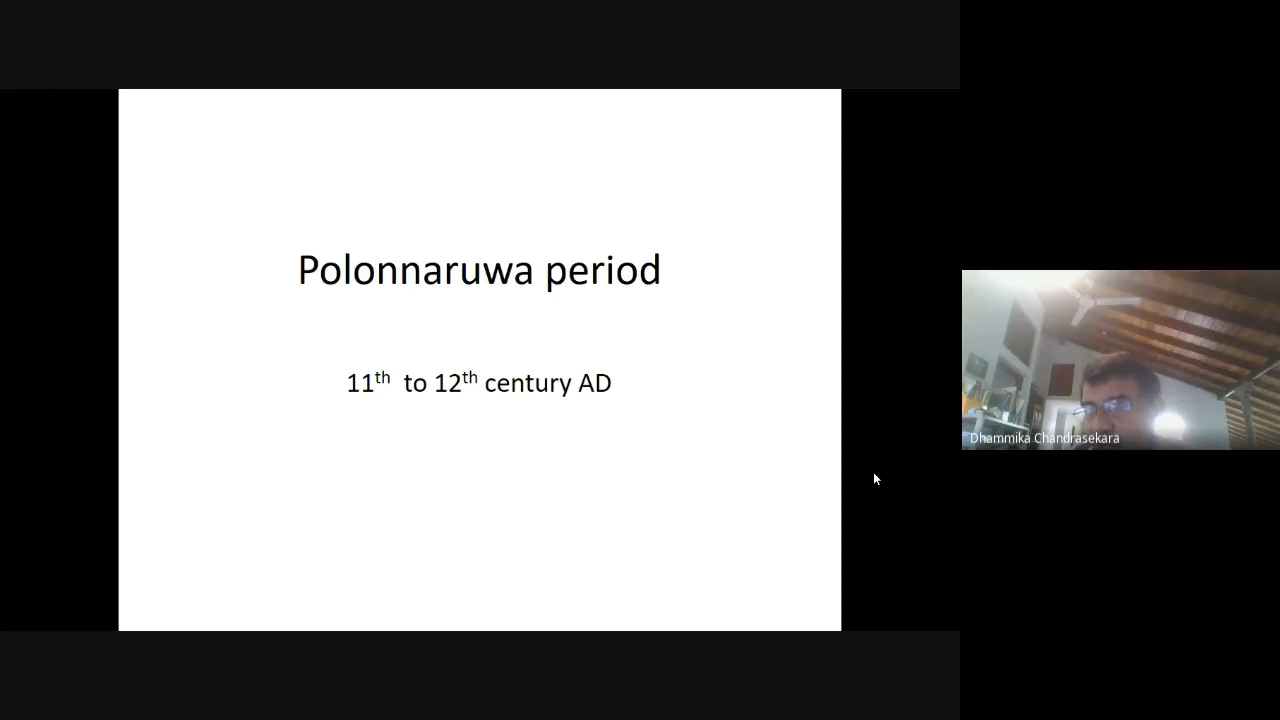 Polonnaruwa period
11th to 12th century AD
Dhammika Chandrasekara